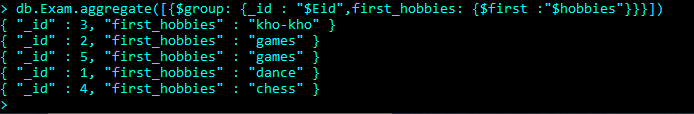 > db.Exam.aggregate([{$group: {_id : "$Eid",first_hobbies: {$first :"$hobbies"}}}])
{ "_id" : 3, "first_hobbies" : "kho-kho" }
{ "_id" : 2, "first_hobbies" : "games" }
{ "_id" : 5, "first_hobbies" : "games" }
{ "_id" : 1, "first_hobbies" : "dance" }
{ "_id" : 4, "first_hobbies" : "chess" }
>